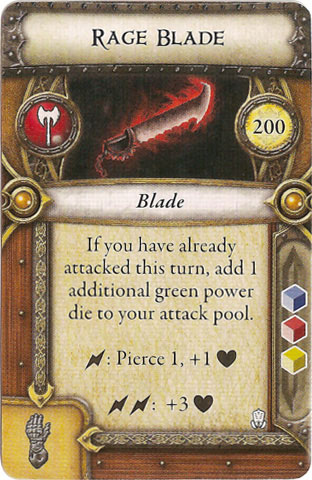 Rage Blade
200
Blade
If you have already
attacked this turn, add 1
additional green power
die to your attack pool.
: Pierce 1, +1
: +3